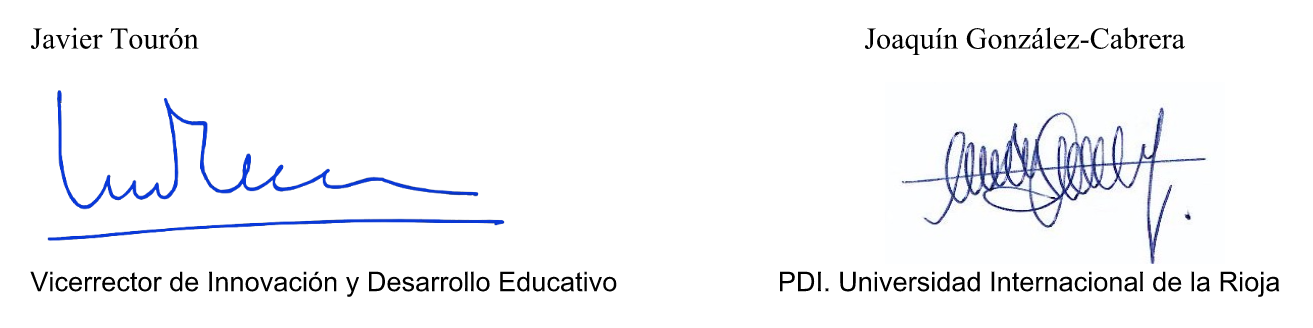 Javier Tourón
Joaquín González-Cabrera
Vicerrector de Innovación y Desarrollo Educativo
PDI. Universidad Internacional de la Rioja